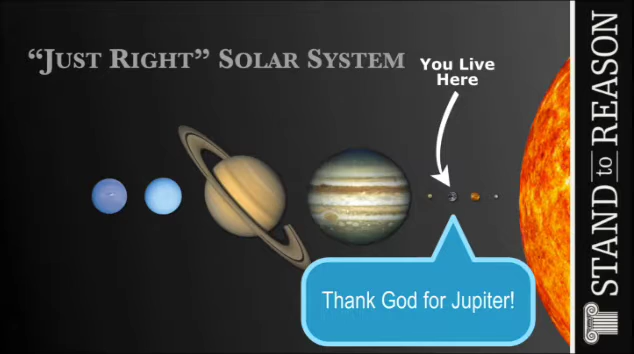 “Just Right” Solar System
You Live
Here
Thank God for Jupiter!
STAND to REASON